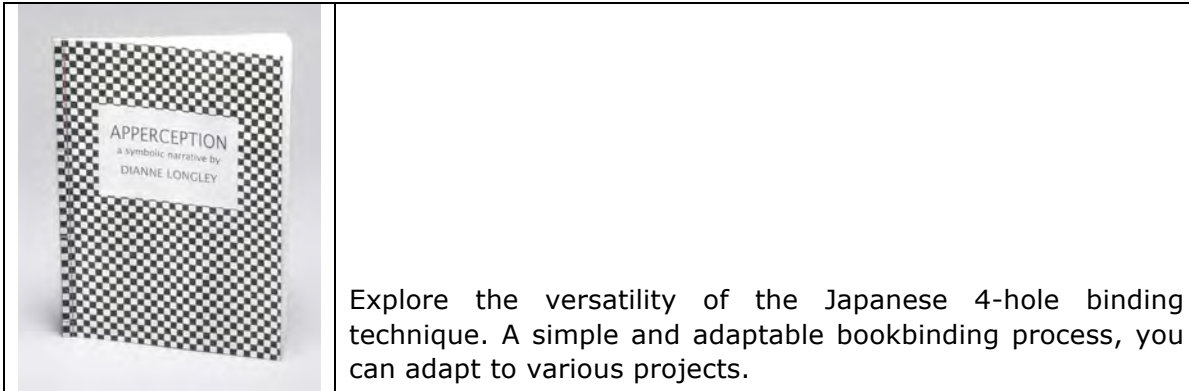 APPERCEPTION
a symbolic narrative by
DIANNE LONGLEY
Explore the versatility of the Japanese 4-hole binding
technique. A simple and adaptable bookbinding process, you
can adapt to various projects.